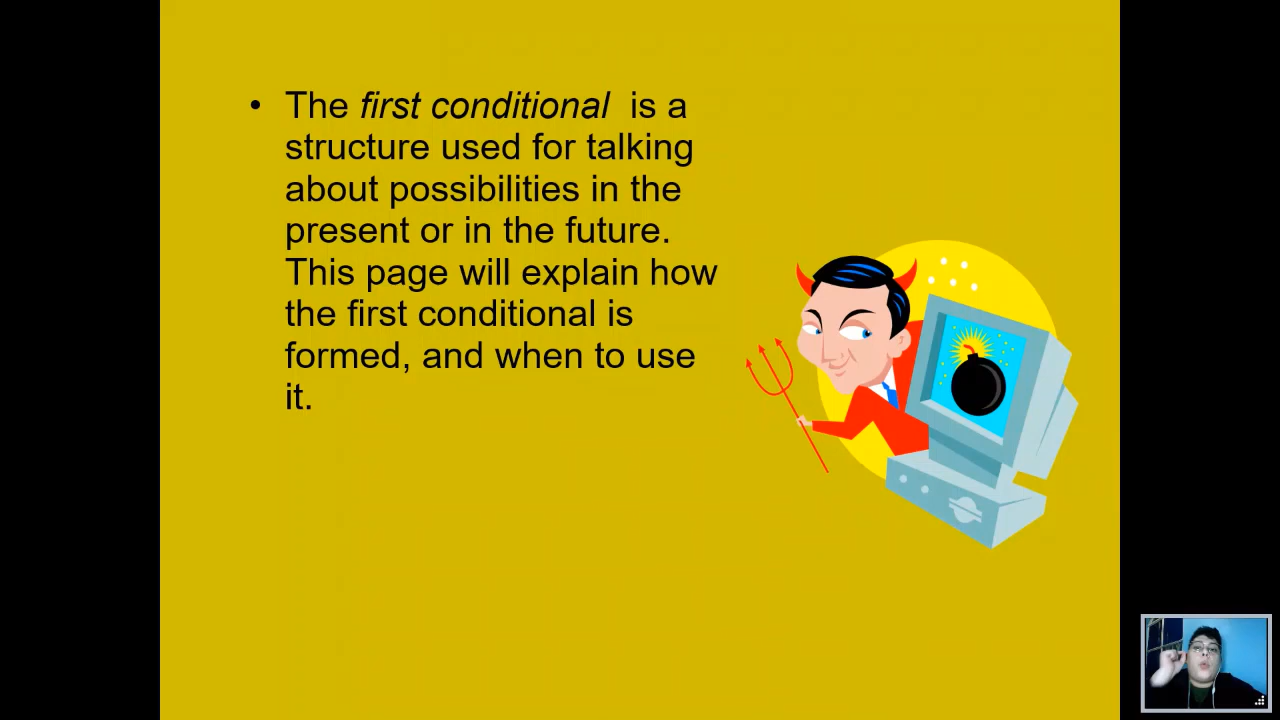 • The first conditional is a
structure used for talking
about possibilities in the
present or in the future.
This page will explain how
the first conditional is
formed, and when to use
it.